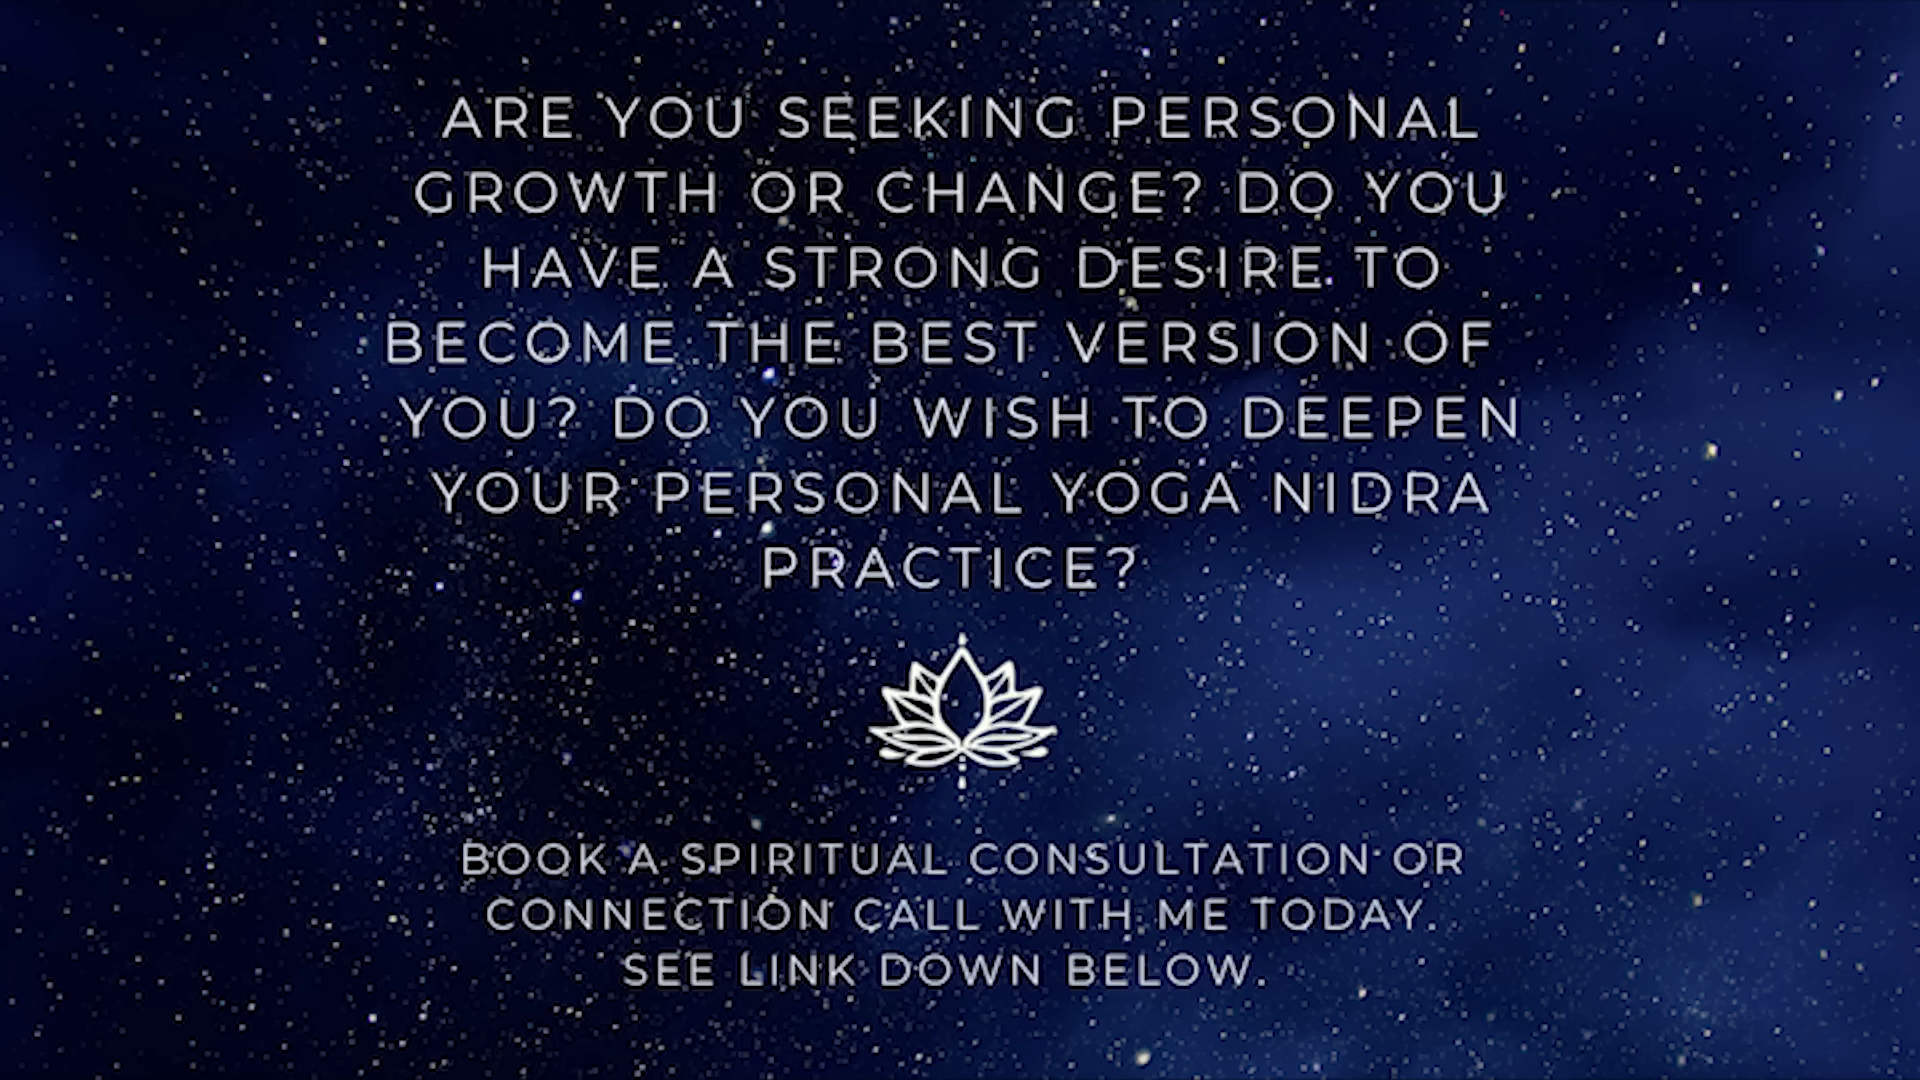 ARE YOU SEEKING PERSONAL
GROWTH OR CHANGE? DO YOU
HAVE A STRONG DESIRE TO
BECOME THE BEST VERSION OF
YOU? DO YOU WISH TO DEEPEN
YOUR PERSONAL YOGA NIDRA
PRACTICE?
BOOK A SPIRITUAL CONSULTATION OR
CONNECTION CALL WITH ME TODAY.
SEE LINK DOWN BELOW.